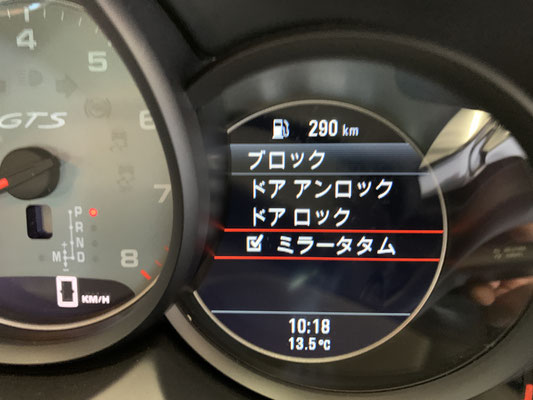 1
4
5
6
7
8
GTS
P
R
N
M D
KM/H
290 km
ブロック
ドア アンロック
ドア ロック
ミラータタム
10:18
13.5°C